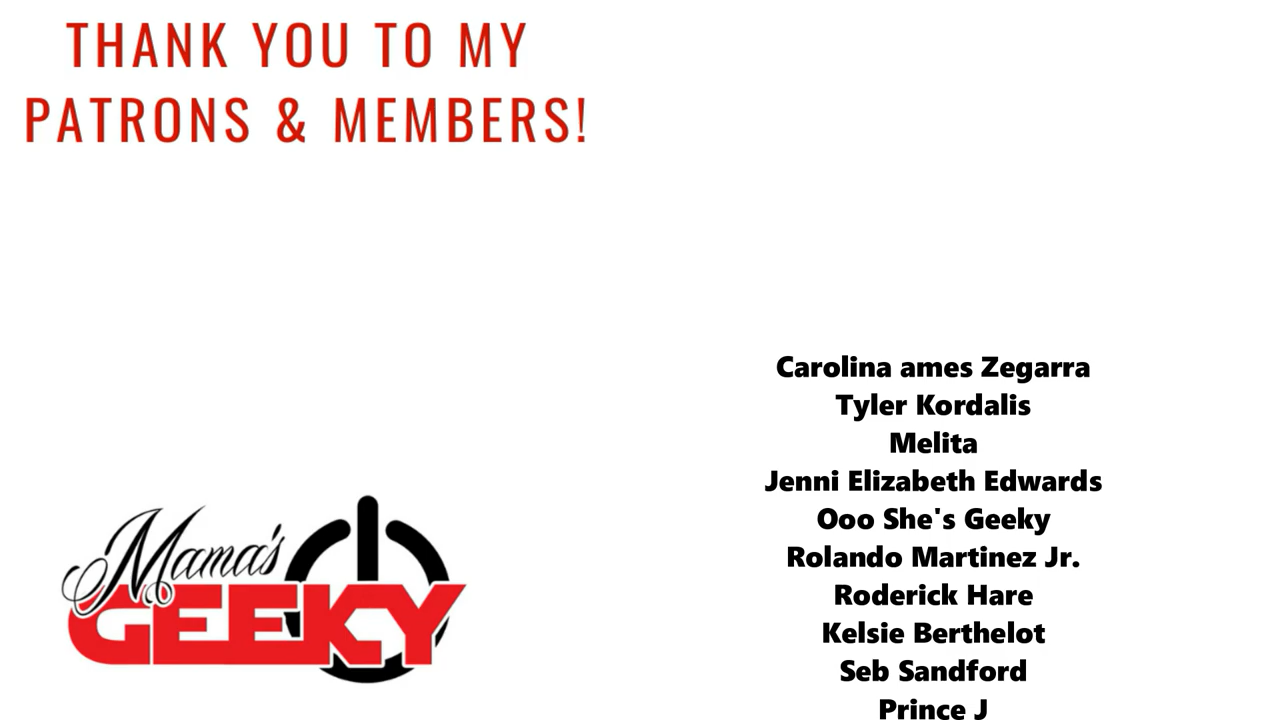 THANK YOU TO MY
PATRONS & MEMBERS!
Carolina ames Zegarra
Tyler Kordalis
Melita
Jenni Elizabeth Edwards
Ooo She's Geeky
Rolando Martinez Jr.
Roderick Hare
Kelsie Berthelot
Seb Sandford
Prince J
Mama's
GEEKY